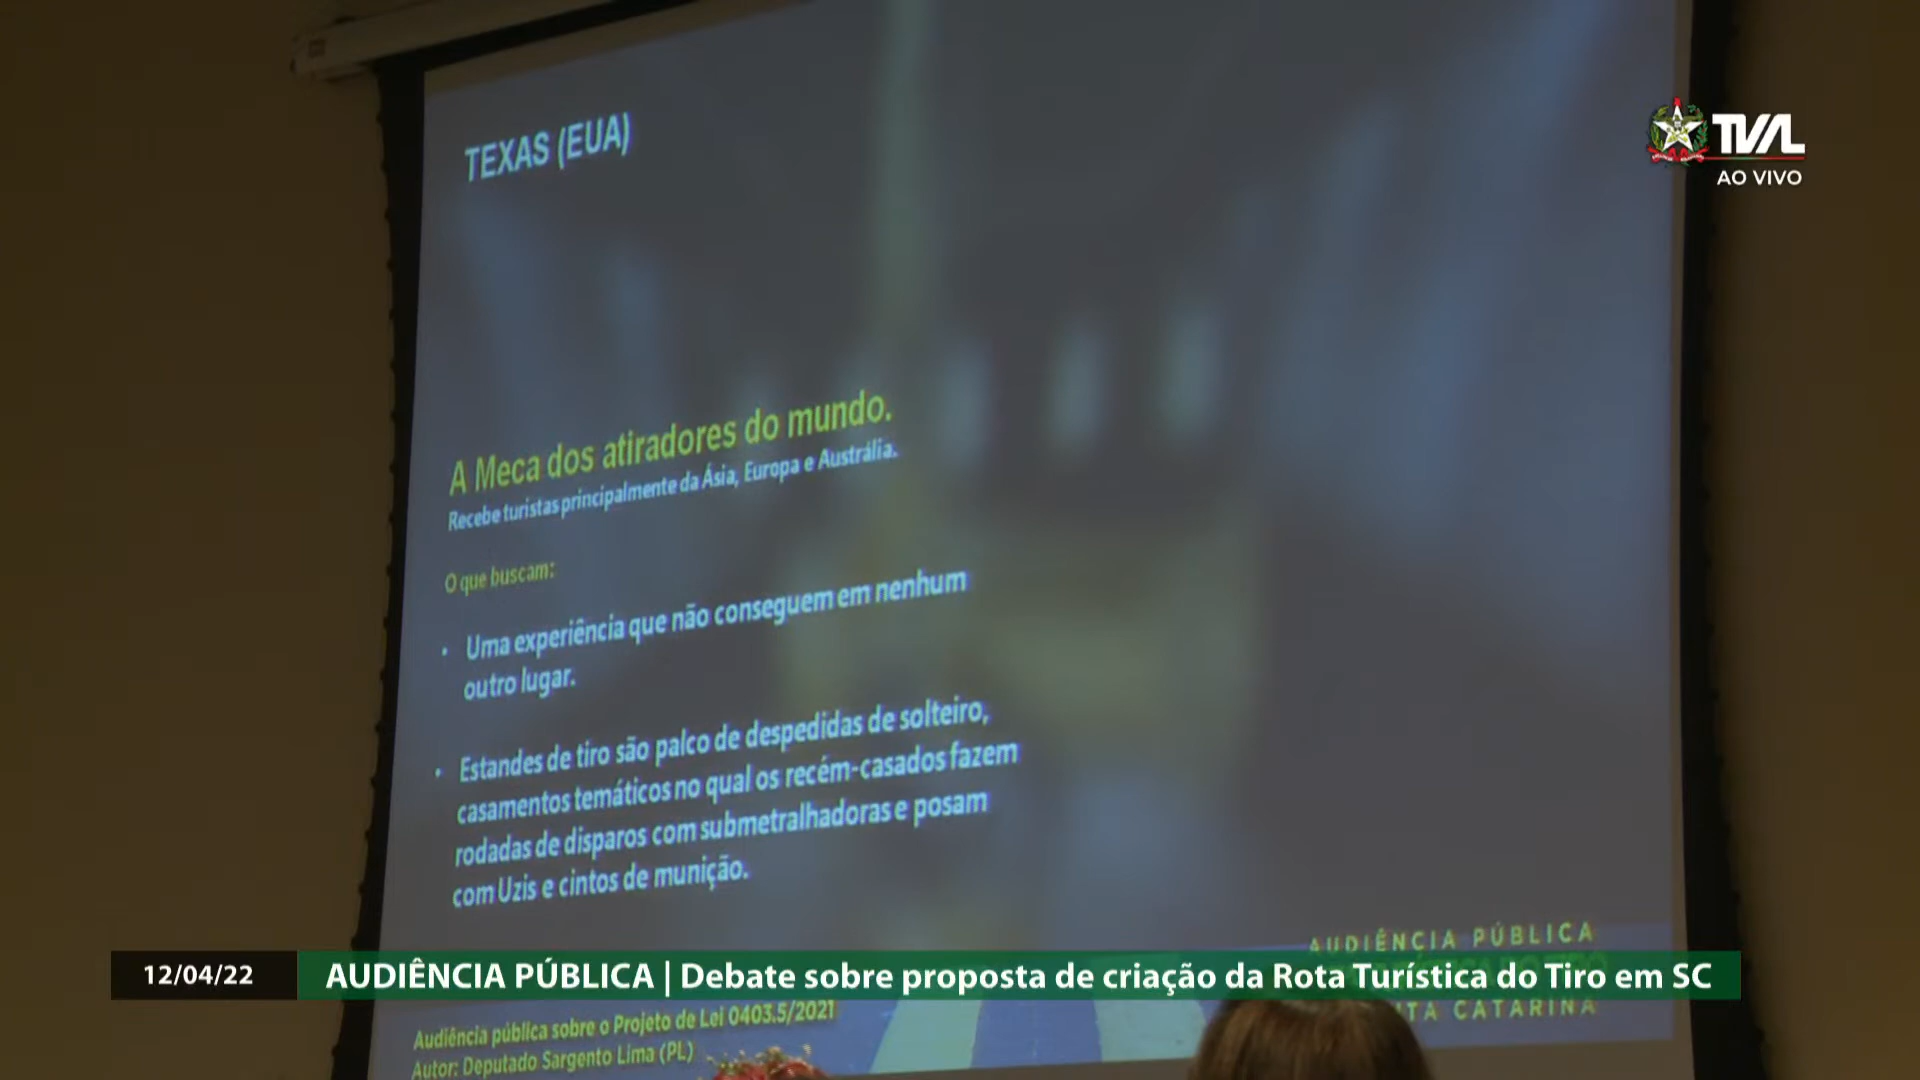 TEXAS (EUA)
TVAL
AO VIVO
A Meca dos atiradores do mundo.
Recebe turistas principalmente da Ásia, Europa e Austrália.
O que buscam:
• Uma experiência que não conseguem em nenhum
outro lugar.
• Estandes de tiro são palco de despedidas de solteiro,
casamentos temáticos no qual os recém-casados fazem
rodadas de disparos com submetralhadoras e posam
com Uzis e cintos de munição.
AUDIÊNCIA PÚBLICA
12/04/22 AUDIÊNCIA PÚBLICA | Debate sobre proposta de criação da Rota Turística do Tiro em SC
CATARINA
Audiência pública sobre o Projeto de Lei 0403.5/2021
Autor: Deputado Sargento Lima (PL)